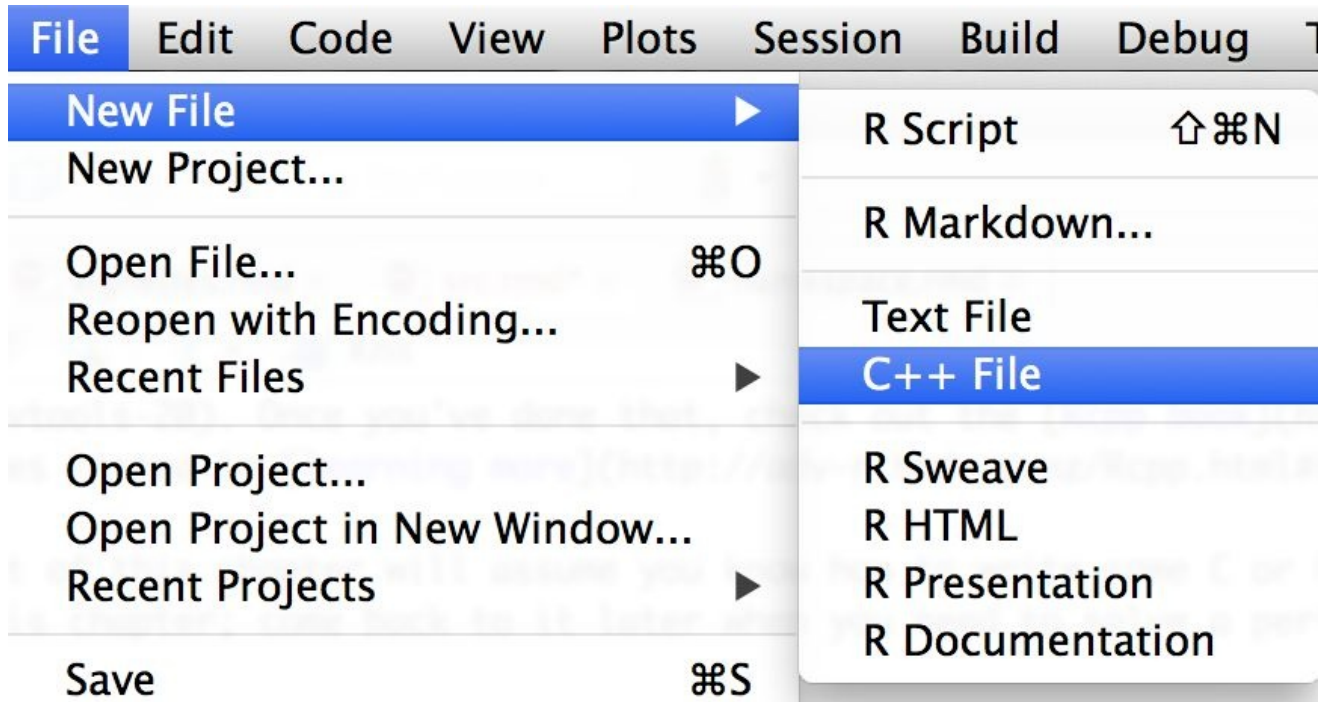 File Edit Code View Plots Session Build Debug
New File ▶
New Project...
Open File... ⌘O
Reopen with Encoding...
Recent Files ▶
Open Project...
Open Project in New Window...
Recent Projects ▶
Save ⌘S
R Script ⇧⌘N
R Markdown...
Text File
C++ File
R Sweave
R HTML
R Presentation
R Documentation